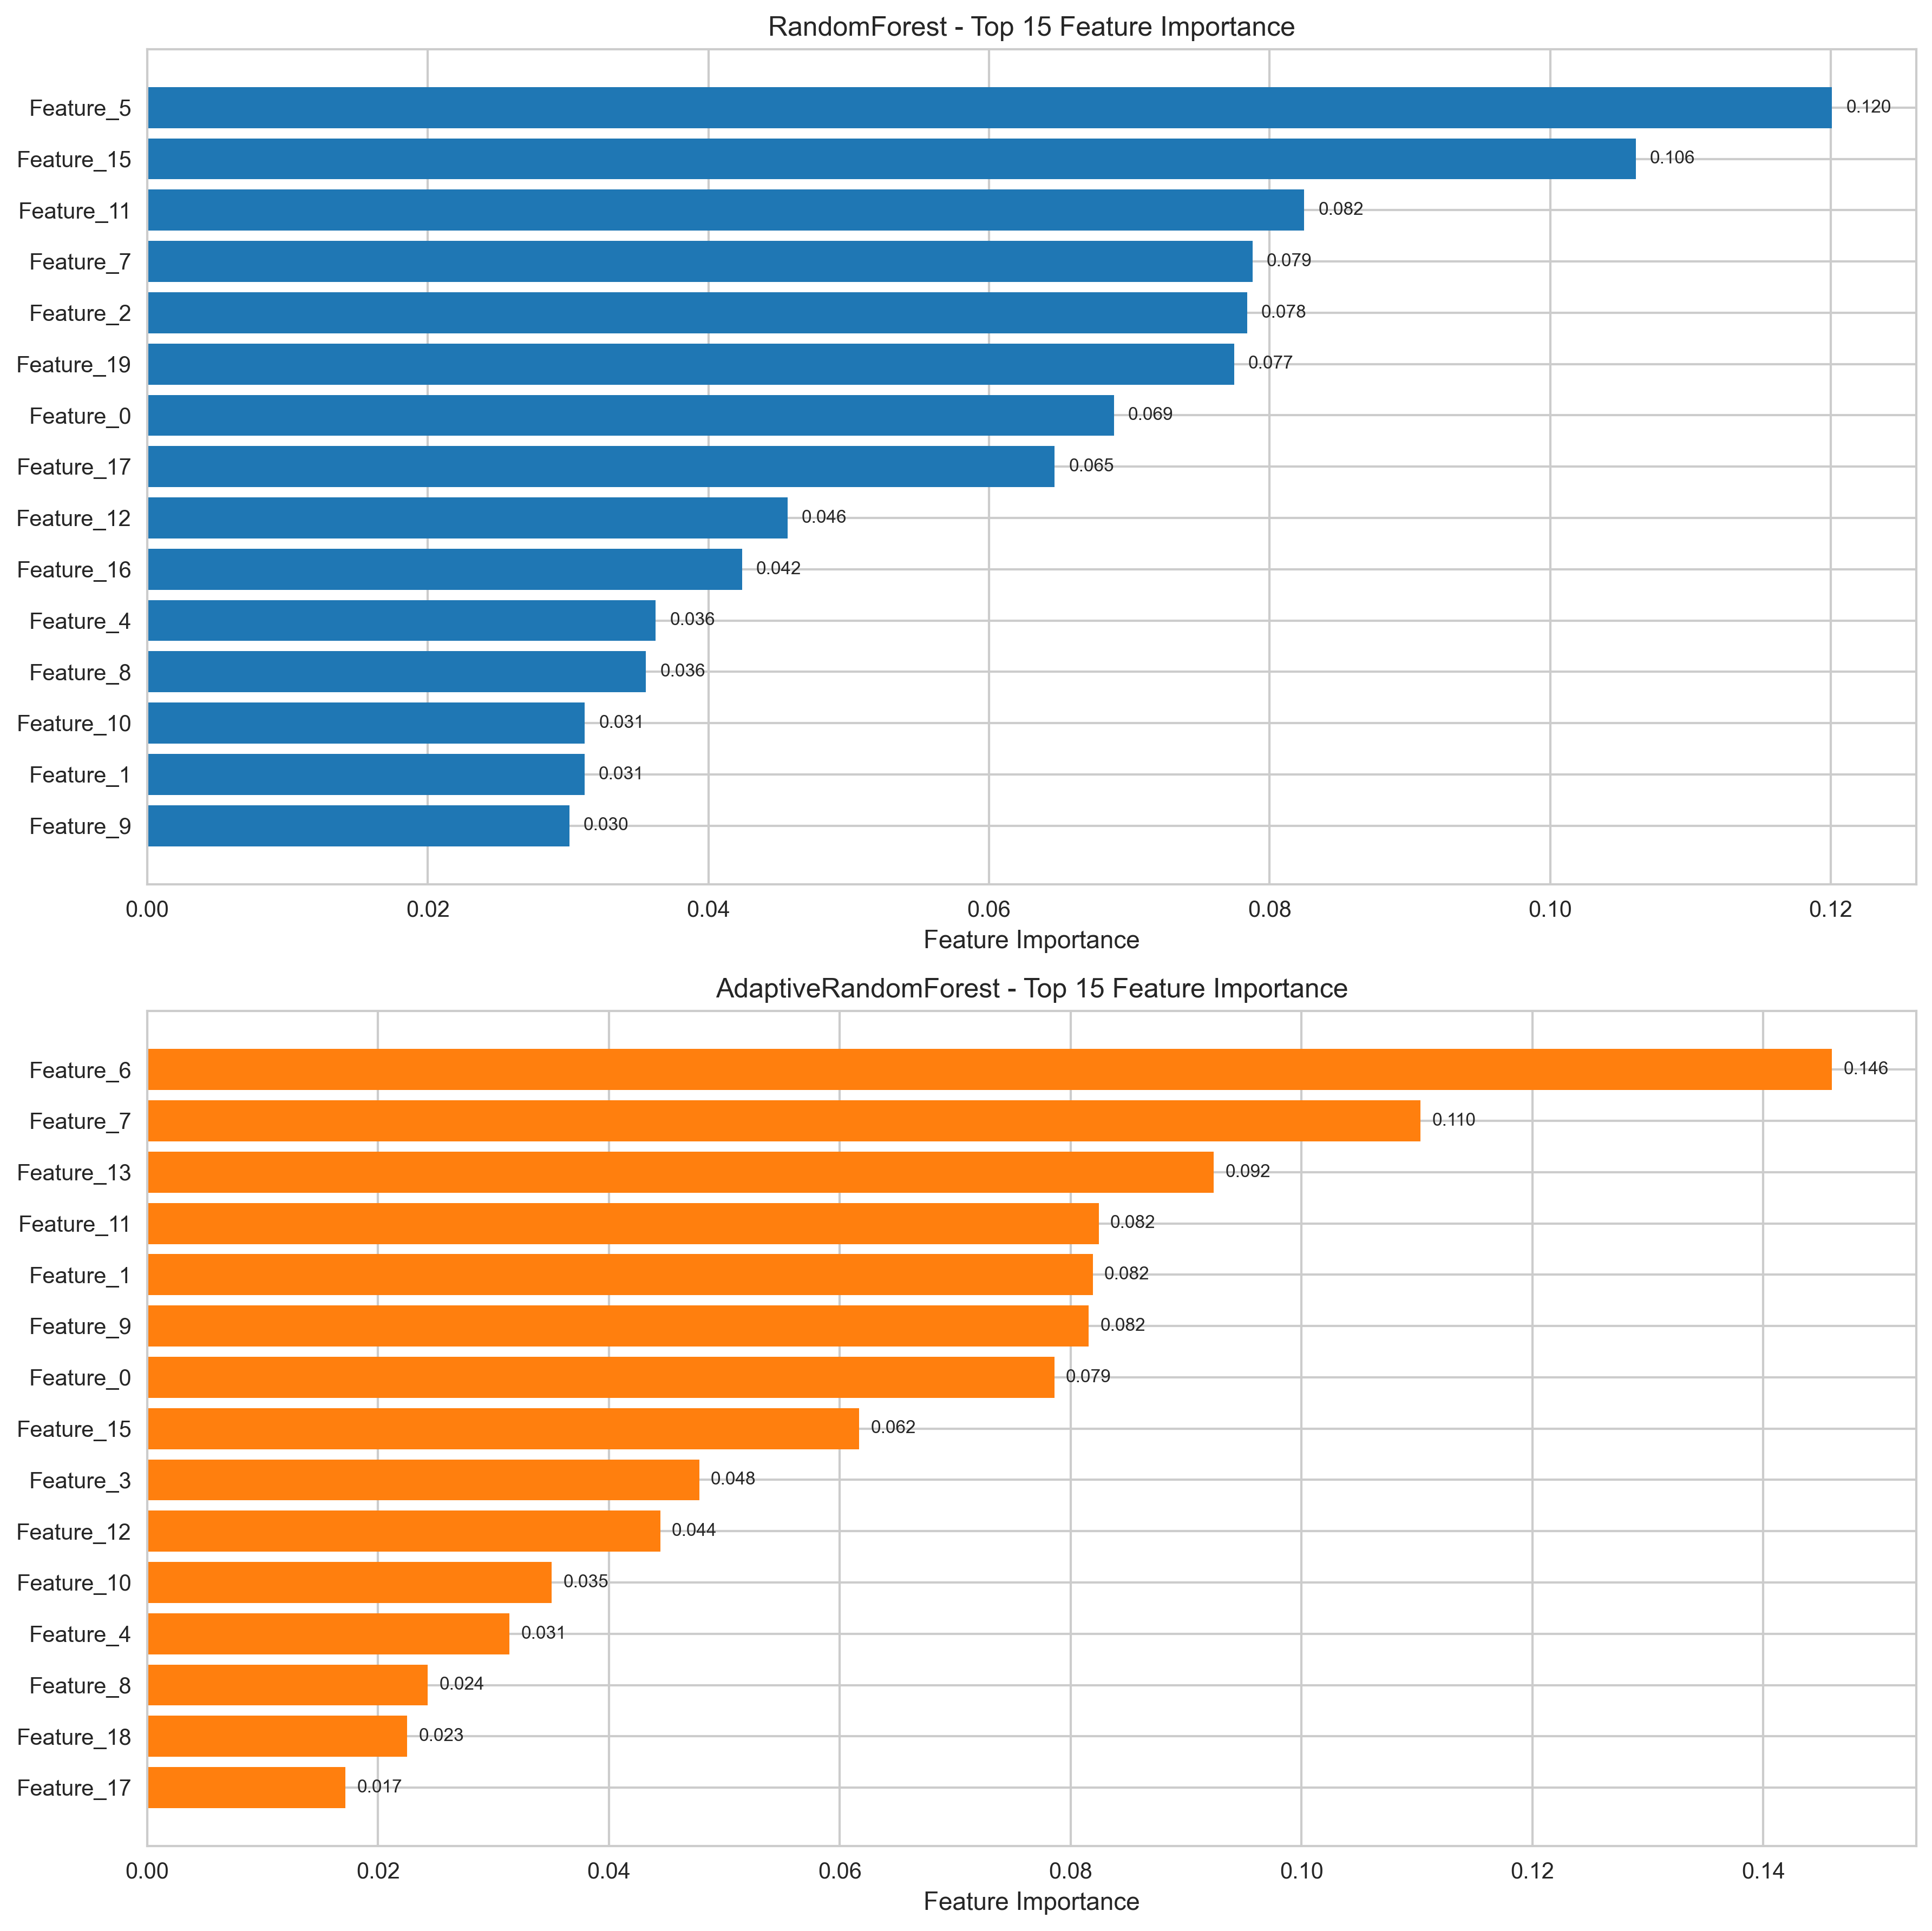 RandomForest - Top 15 Feature Importance
Feature_5 0.120
Feature_15 0.106
Feature_11 0.082
Feature_7 0.079
Feature_2 0.078
Feature_19 0.077
Feature_0 0.069
Feature_17 0.065
Feature_12 0.046
Feature_16 0.042
Feature_4 0.036
Feature_8 0.036
Feature_10 0.031
Feature_1 0.031
Feature_9 0.030
0.00 0.02 0.04 0.06 0.08 0.10 0.12
Feature Importance
AdaptiveRandomForest - Top 15 Feature Importance
Feature_6 0.146
Feature_7 0.110
Feature_13 0.092
Feature_11 0.082
Feature_1 0.082
Feature_9 0.082
Feature_0 0.079
Feature_15 0.062
Feature_3 0.048
Feature_12 0.044
Feature_10 0.035
Feature_4 0.031
Feature_8 0.024
Feature_18 0.023
Feature_17 0.017
0.00 0.02 0.04 0.06 0.08 0.10 0.12 0.14
Feature Importance